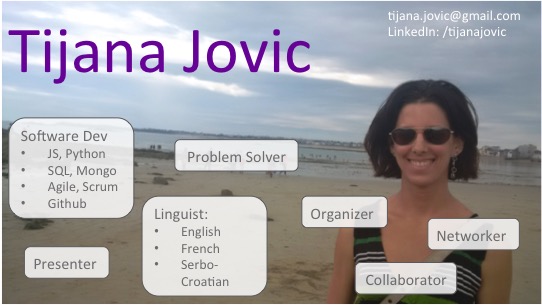 tijana.jovic@gmail.com
LinkedIn: /tijanajovic
Tijana Jovic
Software Dev
• JS, Python
• SQL, Mongo
• Agile, Scrum
• Github
Problem Solver
Linguist:
• English
• French
• Serbo-
Croatian
Organizer
Networker
Presenter
Collaborator